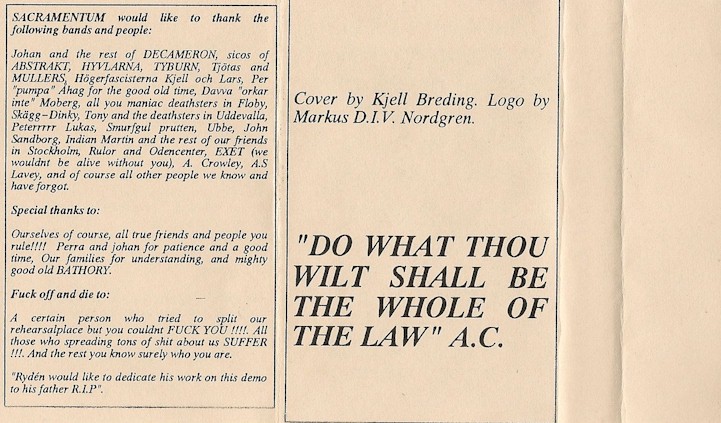 SACRAMENTUM would like to thank the
following bands and people:
Johan and the rest of DECAMERON, sicos of
ABSTRAKT, HYVLARNA, TYBURN, Tjötas and
MULLERS, Högerfascisterna Kjell och Lars, Per
"pumpa" Åhag for the good old time, Davva "orkar
inte" Moberg, all you maniac deathsters in Floby,
Skägg-Dinky, Tony and the deathsters in Uddevalla,
Peterrrrr Lukas, Smurfgul prutten, Ubbe, John
Sandborg, Indian Martin and the rest of our friends
in Stockholm, Rulor and Odencenter, EXET (we
wouldnt be alive without you), A. Crowley, A.S
Lavey, and of course all other people we know and
have forgot.
Special thanks to:
Ourselves of course, all true friends and people you
rule!!!! Perra and johan for patience and a good
time, Our families for understanding, and mighty
good old BATHORY.
Fuck off and die to:
A certain person who tried to split our
rehearsalplace but you couldnt FUCK YOU !!!!. All
those who spreading tons of shit about us SUFFER
!!!. And the rest you know surely who you are.
"Rydén would like to dedicate his work on this demo
to his father R.I.P".
Cover by Kjell Breding. Logo by
Markus D.I.V. Nordgren.
"DO WHAT THOU
WILT SHALL BE
THE WHOLE OF
THE LAW" A.C.